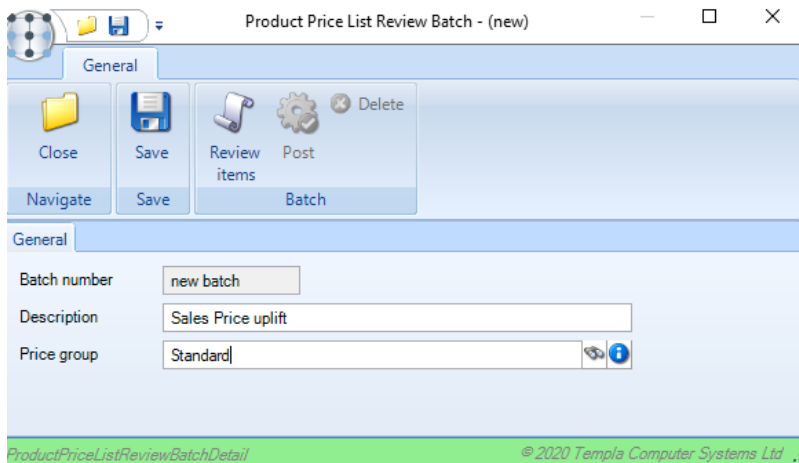 Product Price List Review Batch - (new)
General
Close
Save
Review items
Post
Delete
Navigate
Save
Batch
General
Batch number
new batch
Description
Sales Price uplift
Price group
Standard
ProductPriceListReviewBatchDetail
© 2020 Templa Computer Systems Ltd